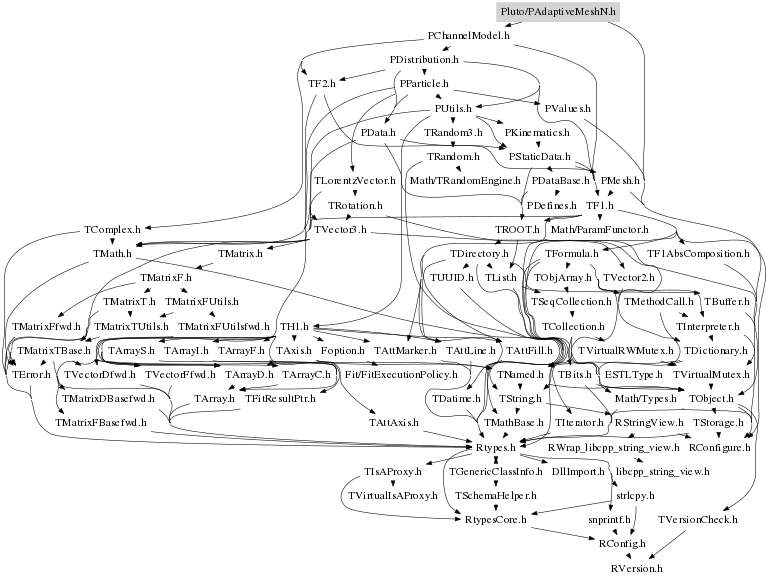 Pluto/PAdaptiveMeshN.h
PChannelModel.h
PDistribution.h
TF2.h
PParticle.h
PUtils.h
PValues.h
PData.h
TRandom3.h
PKinematics.h
TRandom.h
PStaticData.h
TLorentzVector.h
Math/TRandomEngine.h
PDataBase.h
PMesh.h
TRotation.h
PDefines.h
TF1.h
TComplex.h
TVector3.h
TROOT.h
Math/ParamFunctor.h
TMath.h
TMatrix.h
TDirectory.h
TFormula.h
TF1AbsComposition.h
TMatrixF.h
TUUID.h
TList.h
TObjArray.h
TVector2.h
TMatrixT.h
TMatrixFUtils.h
TSeqCollection.h
TMethodCall.h
TBuffer.h
TMatrixFfwd.h
TMatrixTUtils.h
TMatrixFUtilsfwd.h
TH1.h
TCollection.h
TInterpreter.h
TVirtualRWMutex.h
TMatrixTBase.h
TArrayS.h
TArrayI.h
TArrayF.h
TAxis.h
Foption.h
TAttMarker.h
TAttLine.h
TAttFill.h
TDictionary.h
TError.h
TVectorDfwd.h
TVectorFfwd.h
TArrayD.h
TArrayC.h
Fit/FitExecutionPolicy.h
TNamed.h
TBits.h
ESTLType.h
TVirtualMutex.h
TMatrixDBasefwd.h
TArray.h
TFitResultPtr.h
TDatime.h
TString.h
Math/Types.h
TObject.h
TMatrixFBasefwd.h
TAttAxis.h
TMathBase.h
TIterator.h
RStringView.h
TStorage.h
Rtypes.h
RWrap_libcpp_string_view.h
RConfigure.h
TIsAProxy.h
TGenericClassInfo.h
DllImport.h
libcpp_string_view.h
TVirtualIsAProxy.h
TSchemaHelper.h
strlcpy.h
RtypesCore.h
snprintf.h
TVersionCheck.h
RConfig.h
RVersion.h